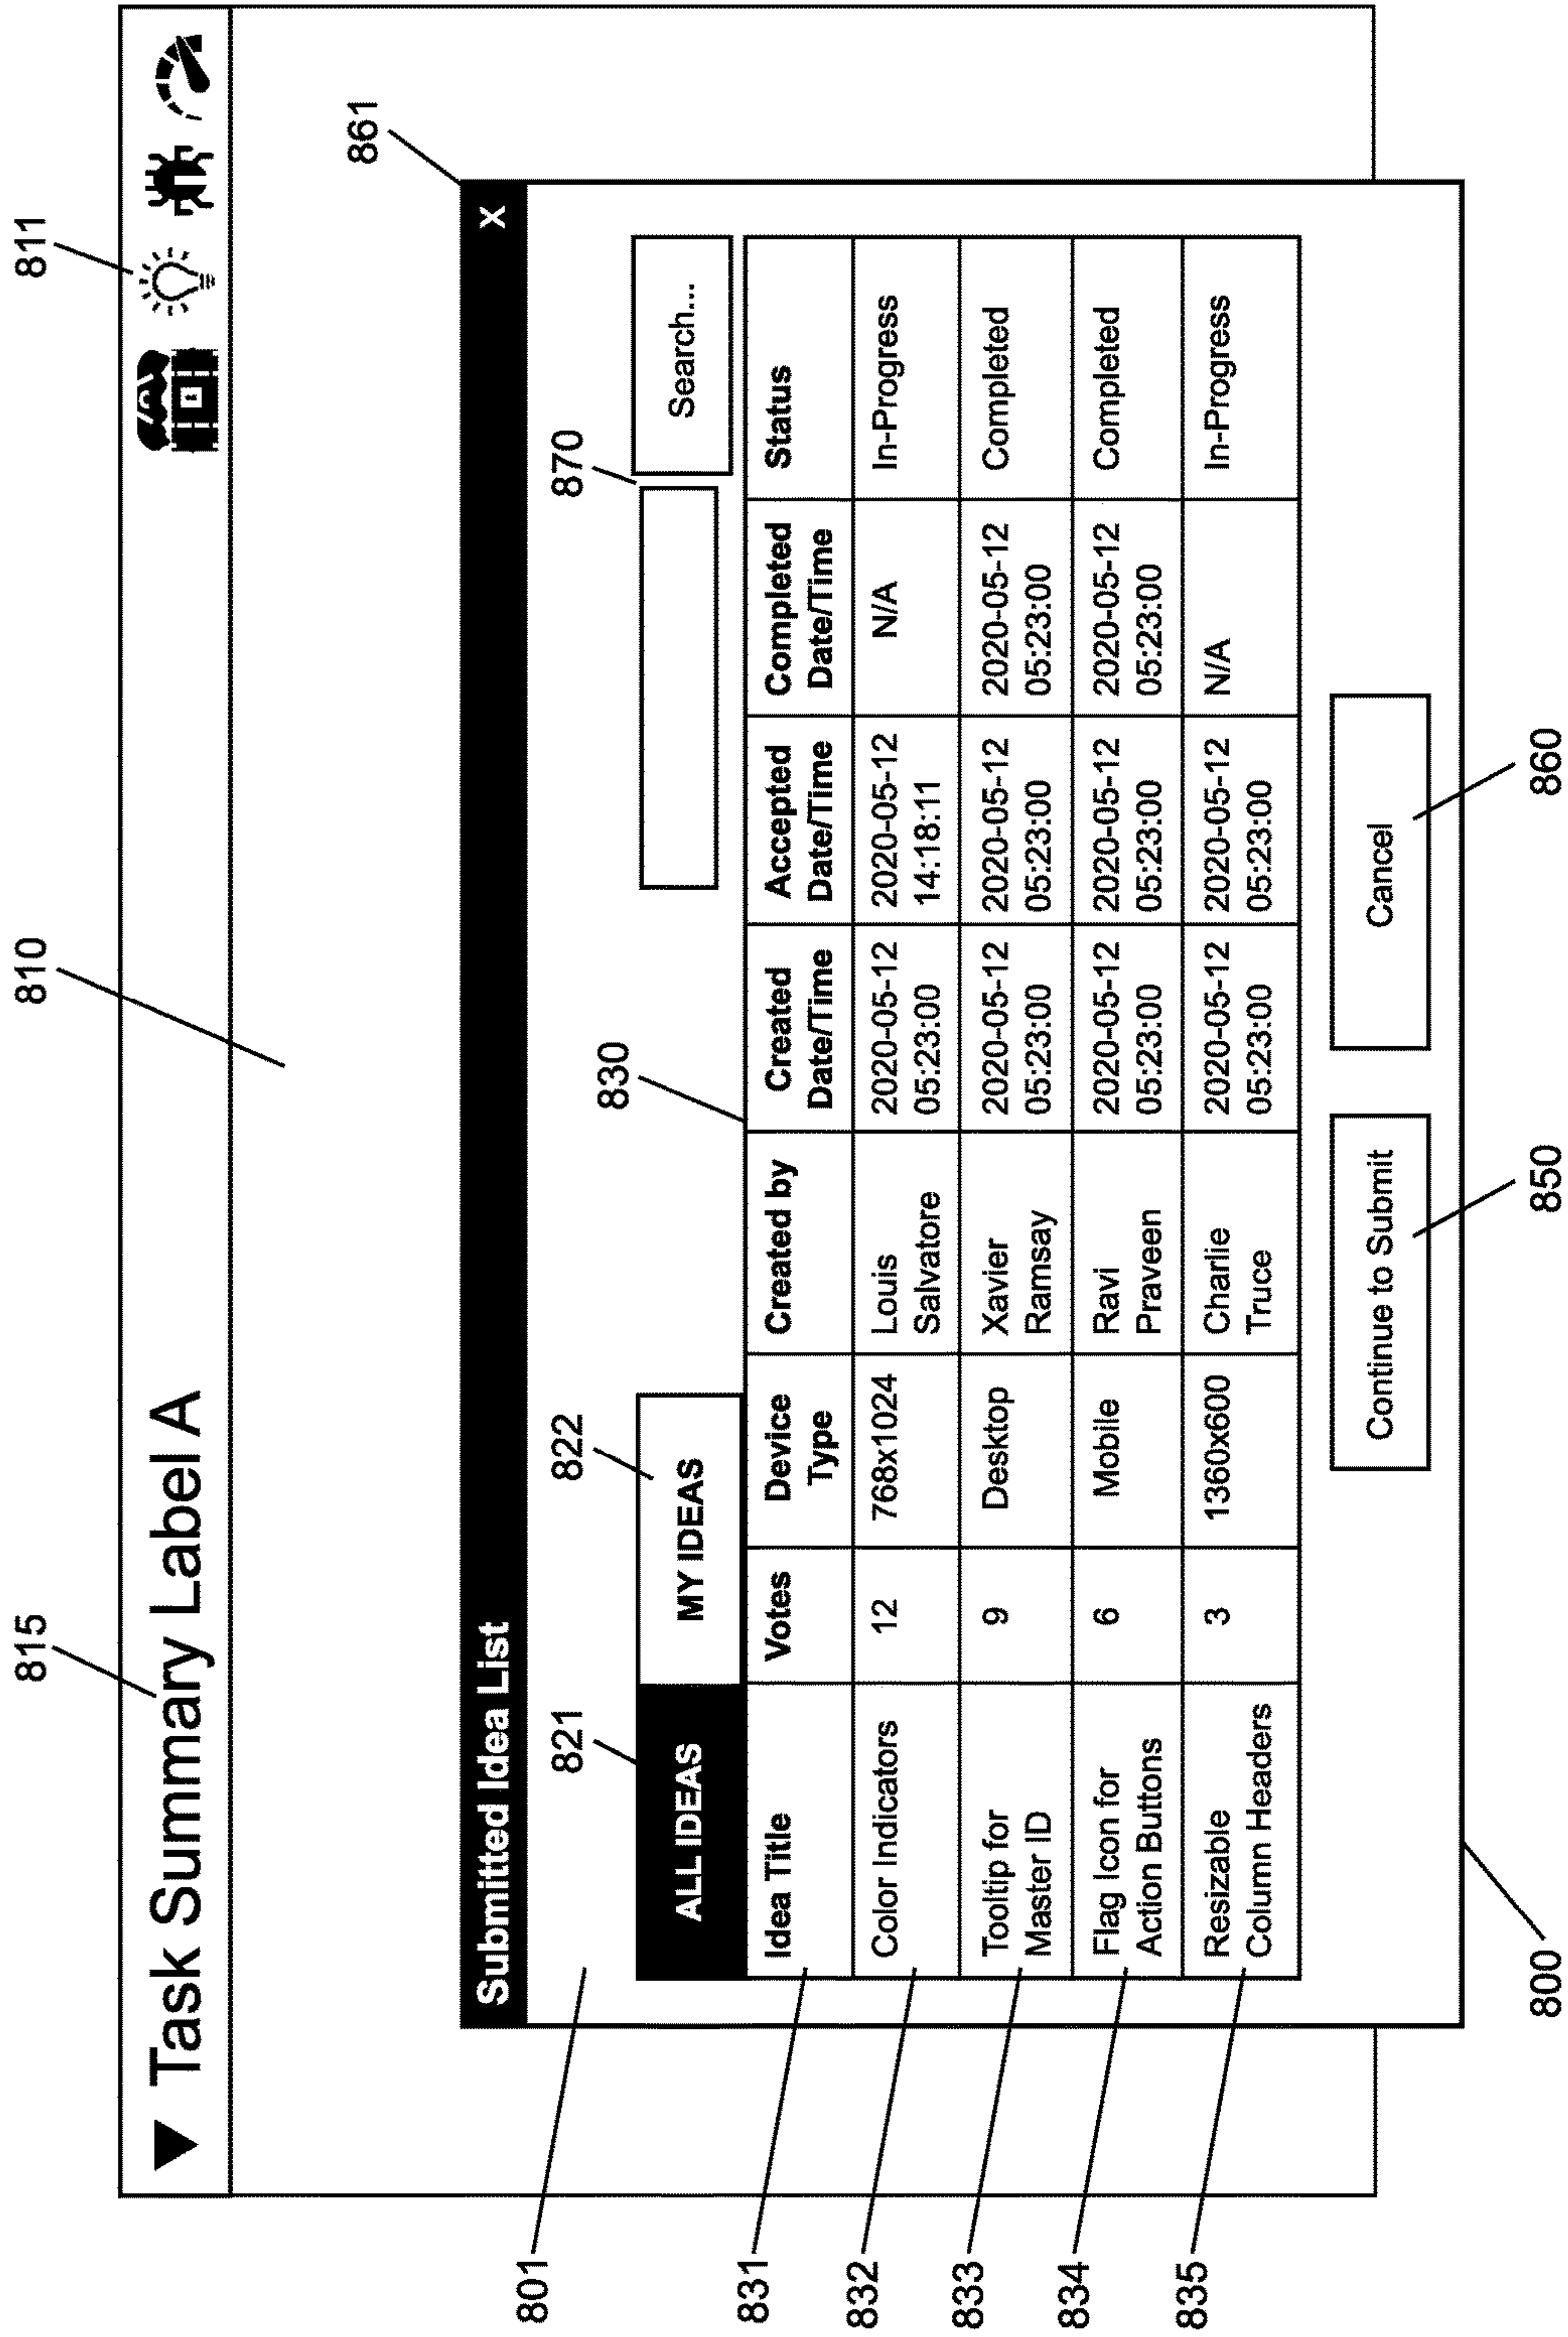 815
810
811
Task Summary Label A
861
Submitted Idea List
X
801
821
822
830
870
ALL IDEAS
MY IDEAS
Search...
831
Idea Title
Votes
Device
Type
Created by
Created
Date/Time
Accepted
Date/Time
Completed
Date/Time
Status
832
Color Indicators
12
768x1024
Louis
Salvatore
2020-05-12
05:23:00
2020-05-12
14:18:11
N/A
In-Progress
833
Tooltip for
Master ID
9
Desktop
Xavier
Ramsay
2020-05-12
05:23:00
2020-05-12
05:23:00
2020-05-12
05:23:00
Completed
834
Flag Icon for
Action Buttons
6
Mobile
Ravi
Praveen
2020-05-12
05:23:00
2020-05-12
05:23:00
2020-05-12
05:23:00
Completed
835
Resizable
Column Headers
3
1360x600
Charlie
Truce
2020-05-12
05:23:00
2020-05-12
05:23:00
N/A
In-Progress
Continue to Submit
Cancel
800
850
860